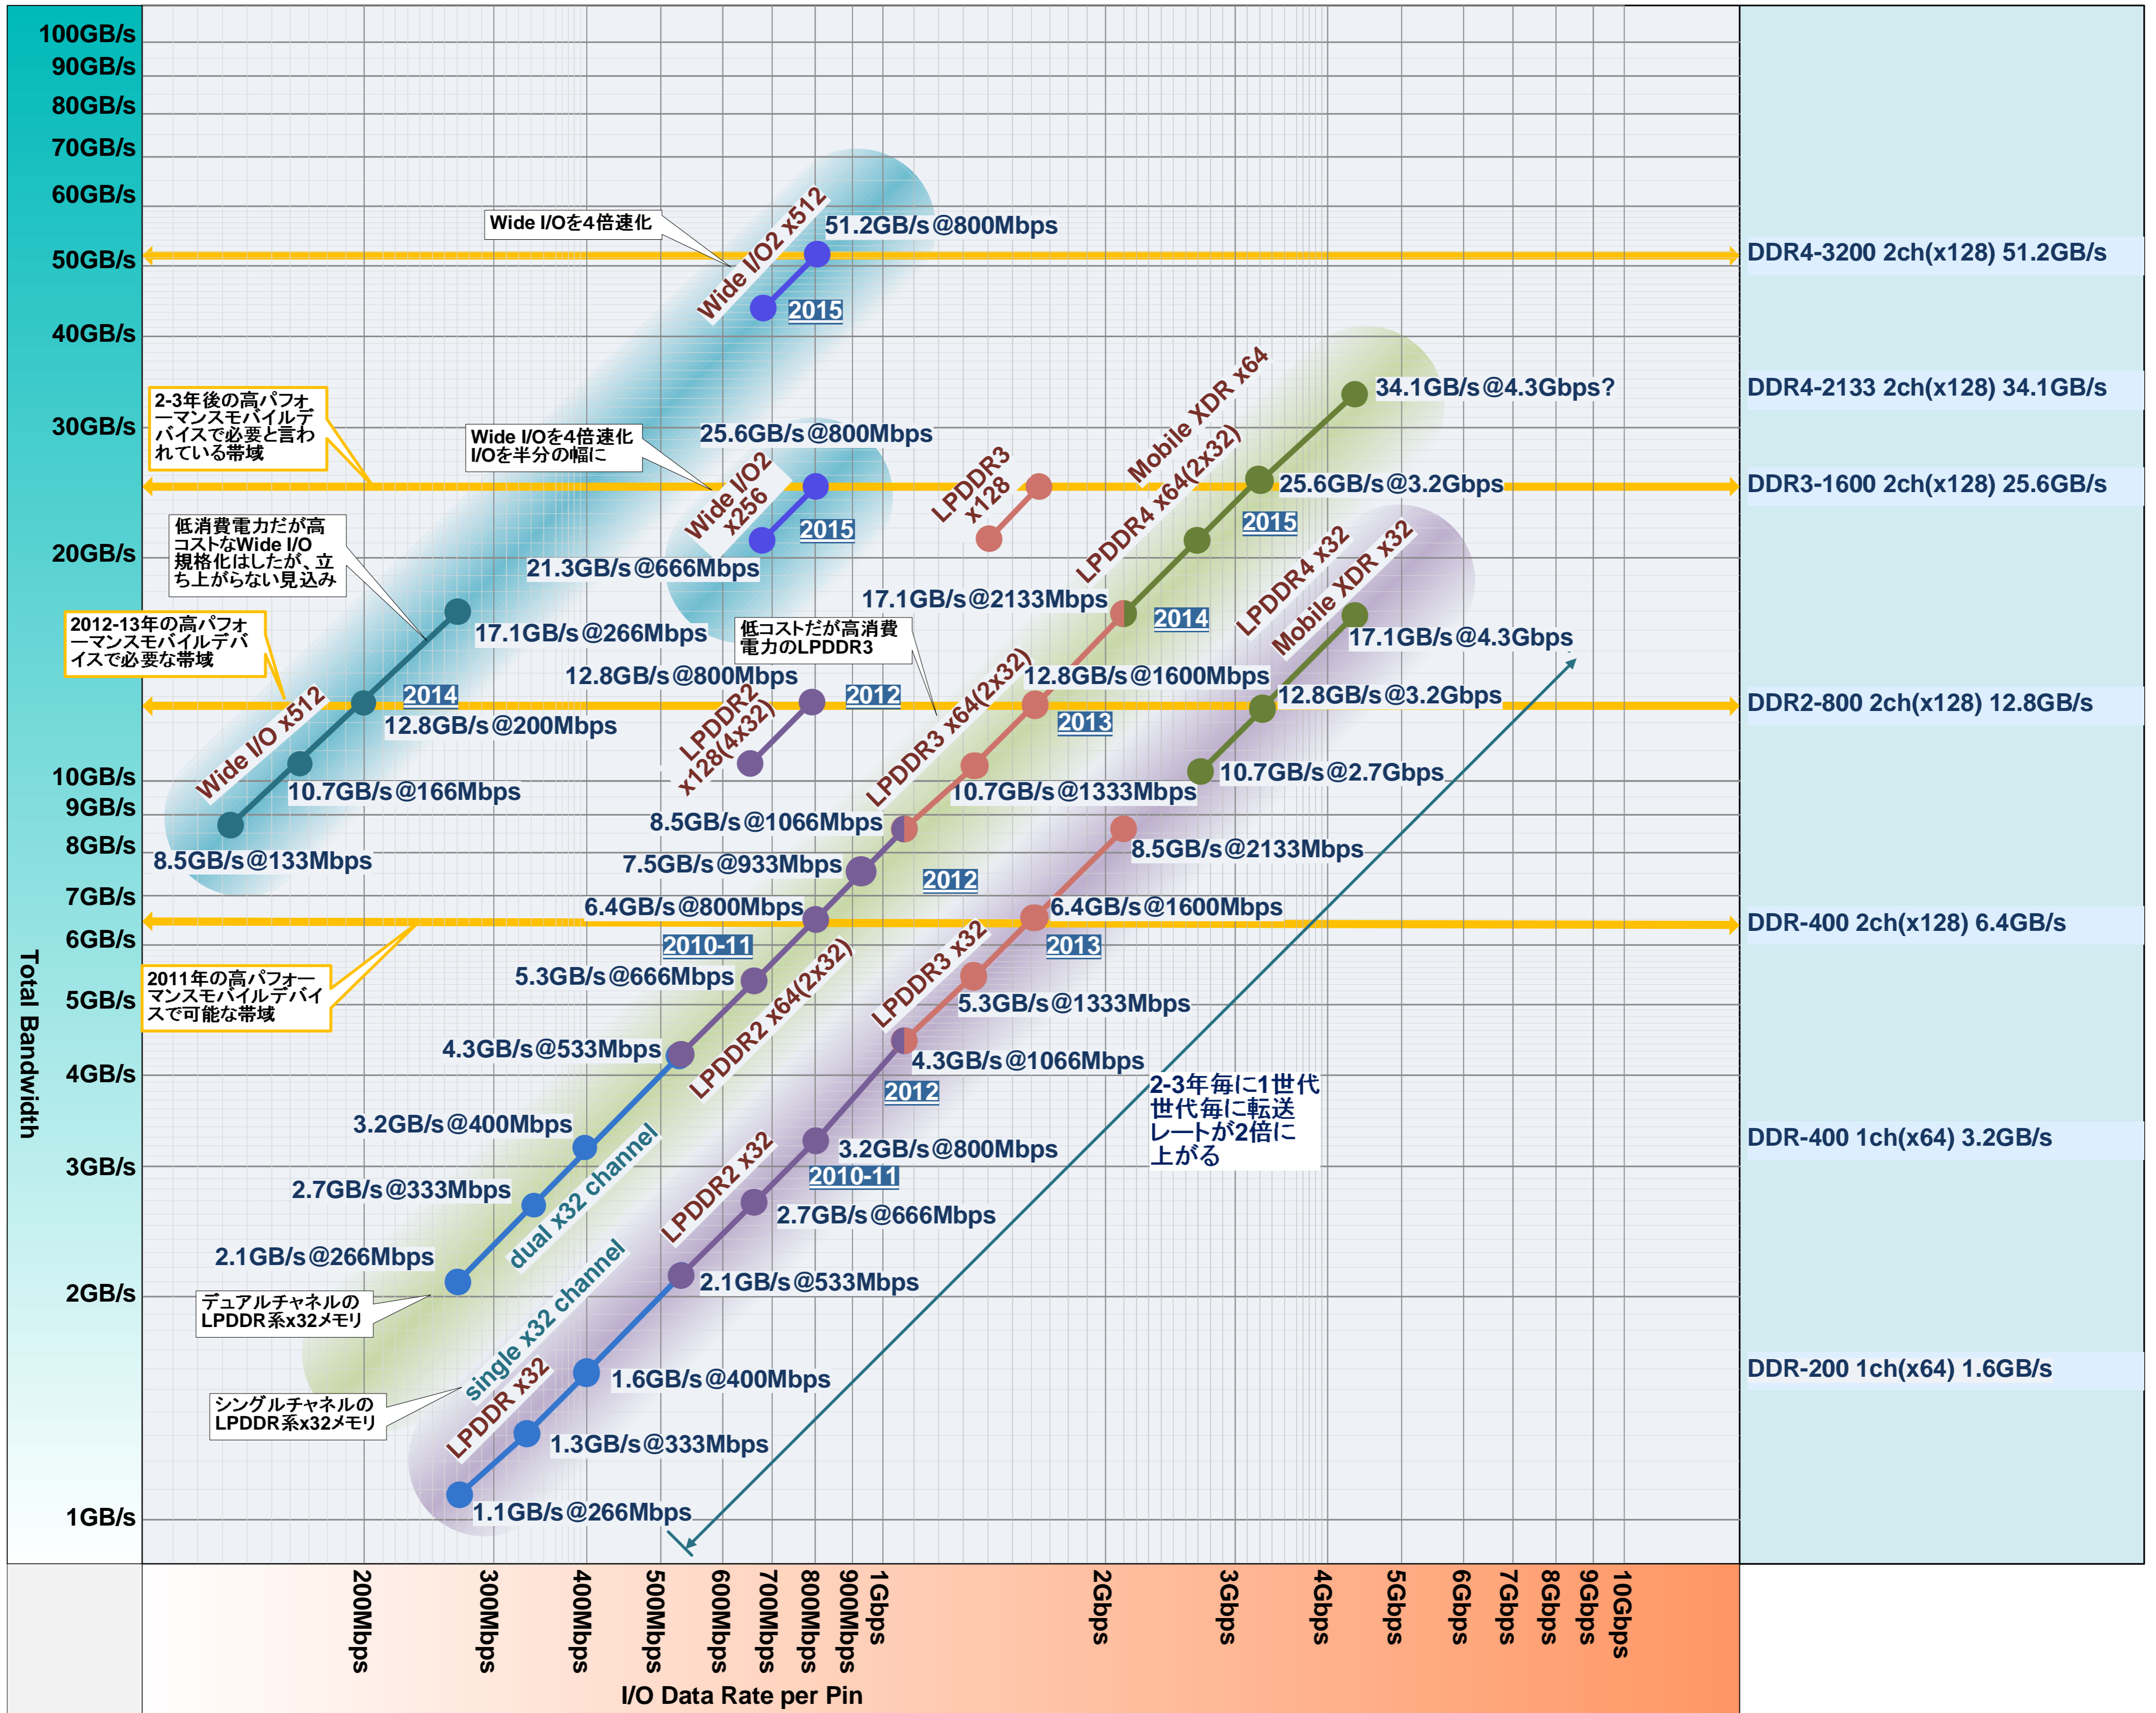 100GB/s
90GB/s
80GB/s
70GB/s
60GB/s
50GB/s
40GB/s
30GB/s
20GB/s
10GB/s
9GB/s
8GB/s
7GB/s
6GB/s
5GB/s
4GB/s
3GB/s
2GB/s
1GB/s
Total Bandwidth
Wide I/Oを4倍速化
Wide I/O2 x512
51.2GB/s@800Mbps
2015
2-3年後の高パフォ
ーマンスモバイルデ
バイスで必要と言わ
れている帯域
Wide I/Oを4倍速化
I/Oを半分の幅に
25.6GB/s@800Mbps
Wide I/O2
x256
2015
21.3GB/s@666Mbps
LPDDR3
x128
Mobile XDR x64
LPDDR4 x64(2x32)
34.1GB/s@4.3Gbps?
25.6GB/s@3.2Gbps
2015
低消費電力だが高
コストなWide I/O
規格化はしたが、立
ち上がらない見込み
17.1GB/s@266Mbps
17.1GB/s@2133Mbps
2014
LPDDR4 x32
Mobile XDR x32
17.1GB/s@4.3Gbps
2012-13年の高パフォ
ーマンスモバイルデバ
イスで必要な帯域
低コストだが高消費
電力のLPDDR3
12.8GB/s@800Mbps
2012
LPDDR2
x128(4x32)
LPDDR3 x64(2x32)
12.8GB/s@1600Mbps
2013
12.8GB/s@3.2Gbps
Wide I/O x512
2014
12.8GB/s@200Mbps
10.7GB/s@166Mbps
10.7GB/s@1333Mbps
10.7GB/s@2.7Gbps
8.5GB/s@133Mbps
8.5GB/s@1066Mbps
8.5GB/s@2133Mbps
7.5GB/s@933Mbps
2012
6.4GB/s@800Mbps
6.4GB/s@1600Mbps
2010-11
2013
2011年の高パフォー
マンスモバイルデバイ
スで可能な帯域
5.3GB/s@666Mbps
LPDDR2 x64(2x32)
LPDDR3 x32
5.3GB/s@1333Mbps
4.3GB/s@533Mbps
4.3GB/s@1066Mbps
2012
2-3年毎に1世代
世代毎に転送
レートが2倍に
上がる
3.2GB/s@400Mbps
3.2GB/s@800Mbps
2010-11
2.7GB/s@333Mbps
dual x32 channel
LPDDR2 x32
2.7GB/s@666Mbps
2.1GB/s@266Mbps
2.1GB/s@533Mbps
デュアルチャネルの
LPDDR系x32メモリ
single x32 channel
LPDDR x32
1.6GB/s@400Mbps
シングルチャネルの
LPDDR系x32メモリ
1.3GB/s@333Mbps
1.1GB/s@266Mbps
DDR4-3200 2ch(x128) 51.2GB/s
DDR4-2133 2ch(x128) 34.1GB/s
DDR3-1600 2ch(x128) 25.6GB/s
DDR2-800 2ch(x128) 12.8GB/s
DDR-400 2ch(x128) 6.4GB/s
DDR-400 1ch(x64) 3.2GB/s
DDR-200 1ch(x64) 1.6GB/s
200Mbps
300Mbps
400Mbps
500Mbps
600Mbps
700Mbps
800Mbps
900Mbps
1Gbps
2Gbps
3Gbps
4Gbps
5Gbps
6Gbps
7Gbps
8Gbps
9Gbps
10Gbps
I/O Data Rate per Pin